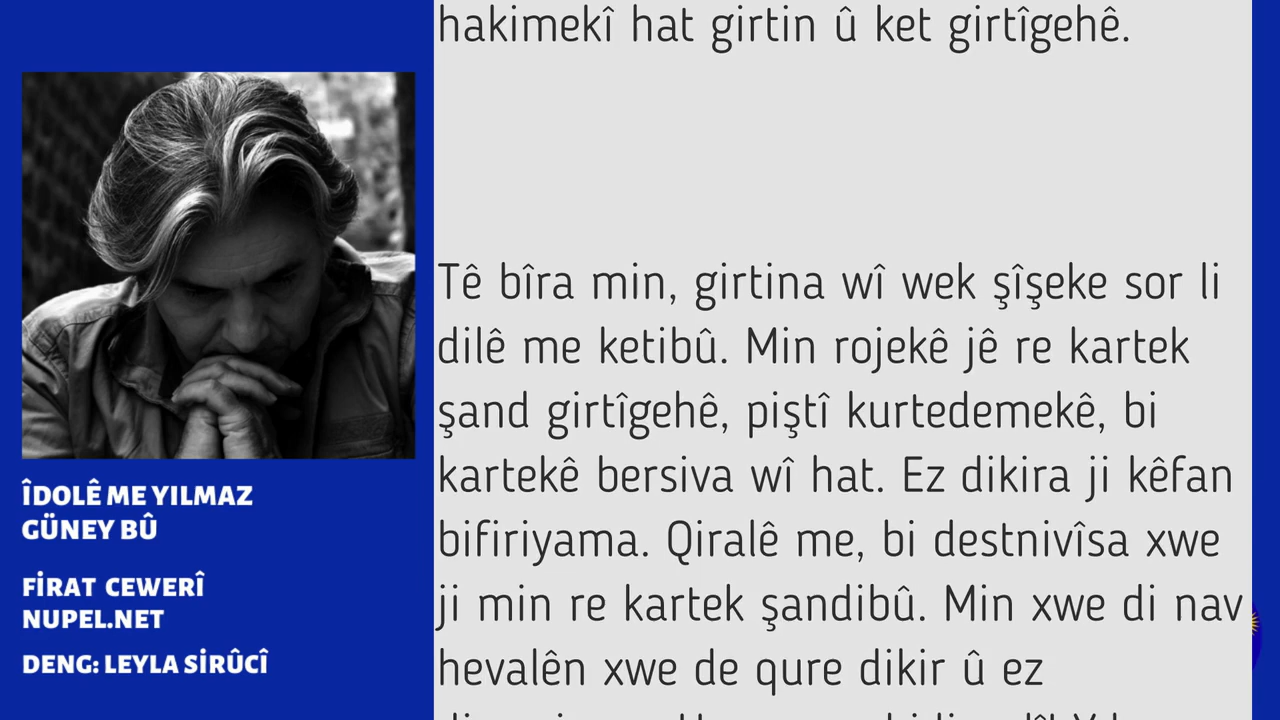 hakimekî hat girtin û ket girtîgehê.
Tê bîra min, girtina wî wek şîşeke sor li
dilê me ketibû. Min rojekê jê re kartek
şand girtîgehê, piştî kurtedemekê, bi
kartekê bersiva wî hat. Ez dikira ji kêfan
bifiriyama. Qiralê me, bi destnivîsa xwe
ji min re kartek şandibû. Min xwe di nav
hevalên xwe de qure dikir û ez
ÎDOLÊ ME YILMAZ
GÜNEY BÛ
FİRAT CEWERÎ
NUPEL.NET
DENG: LEYLA SİRÛCÎ